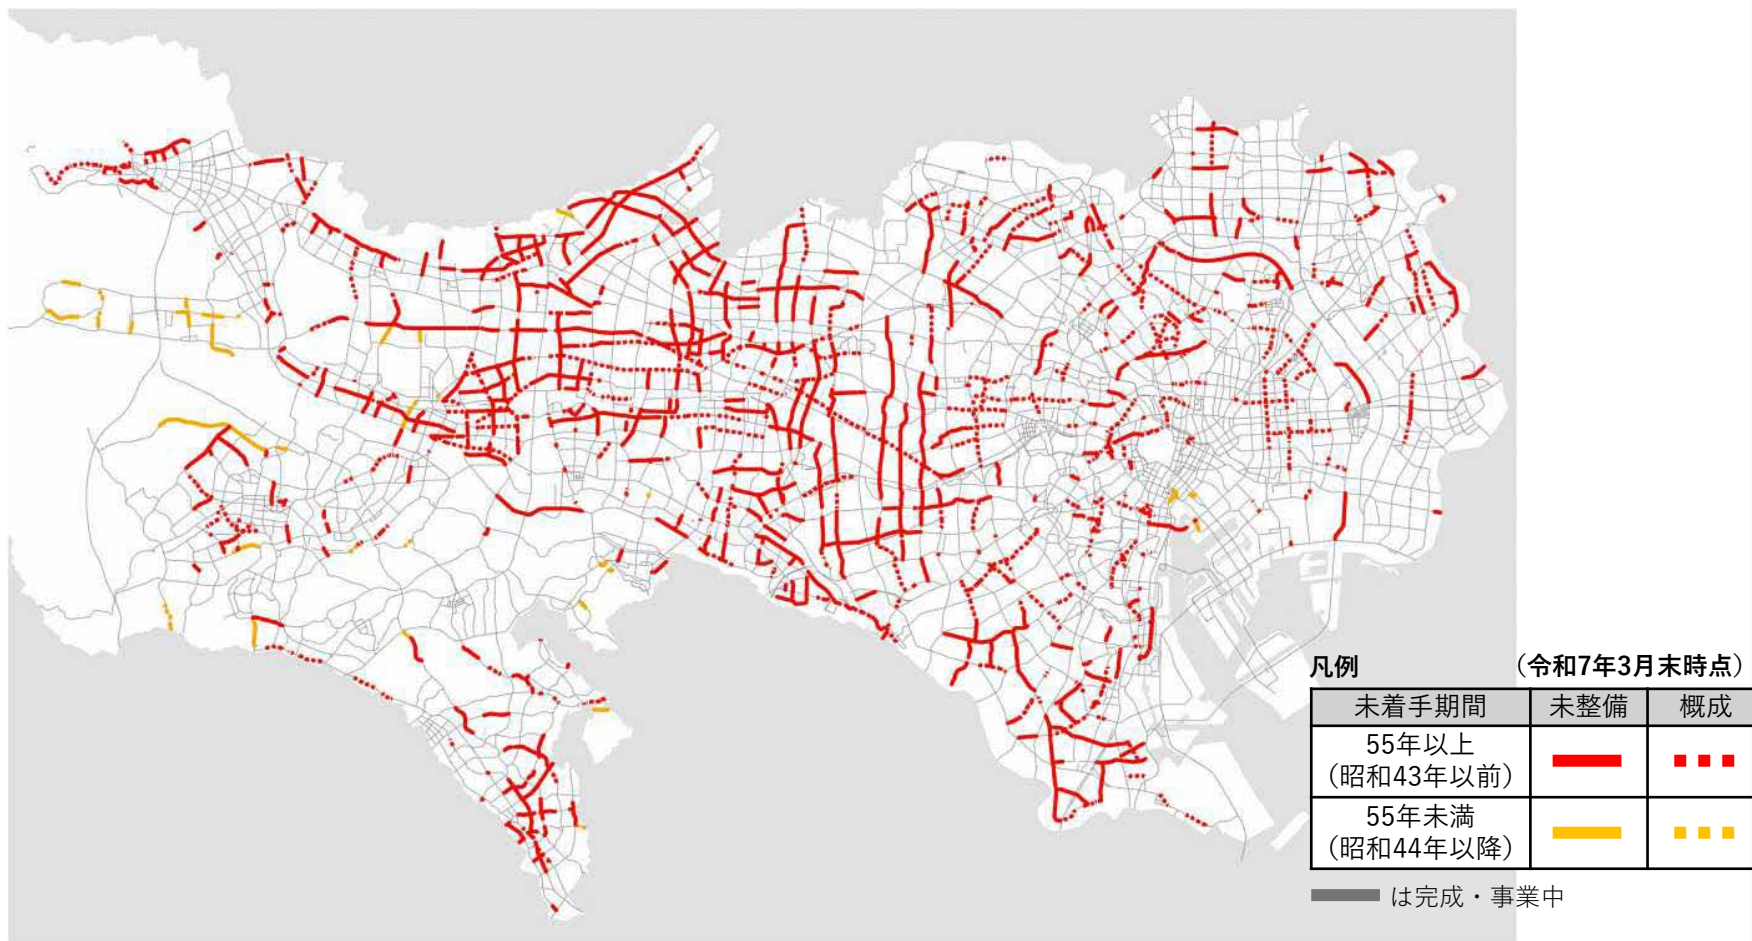 凡例
（令和7年3月末時点）
未着手期間 未整備 概成
55年以上
（昭和43年以前）
55年未満
（昭和44年以降）
は完成・事業中